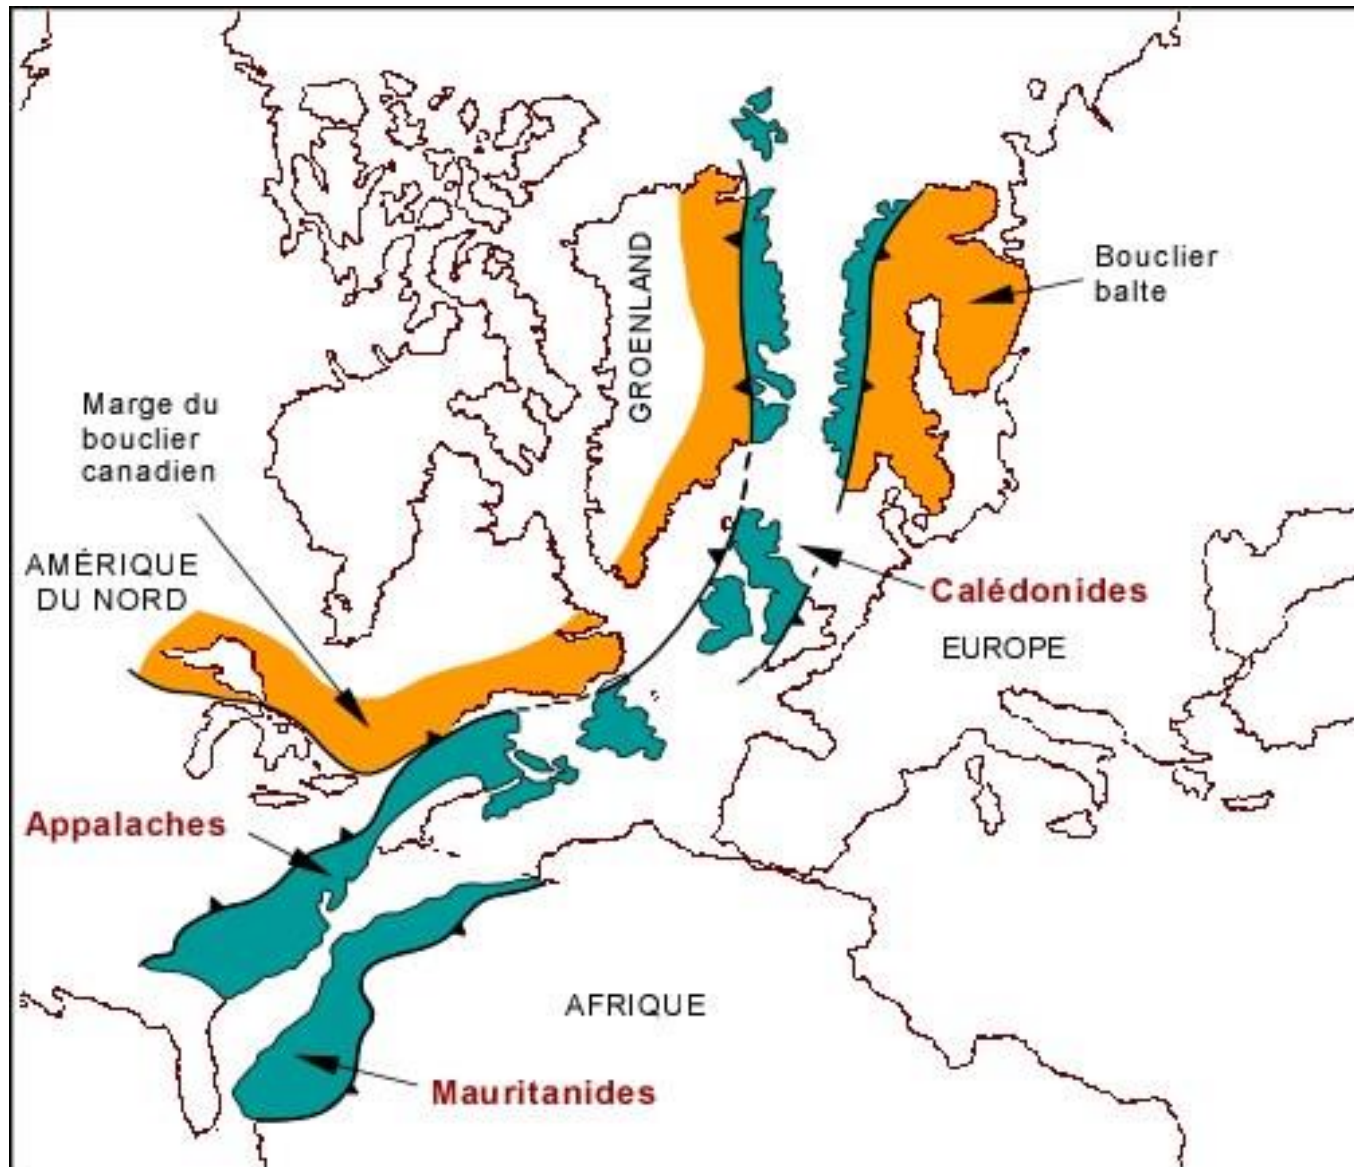 GROENLAND
Bouclier
balte
Marge du
bouclier
canadien
AMÉRIQUE
DU NORD
Calédonides
EUROPE
Appalaches
AFRIQUE
Mauritanides